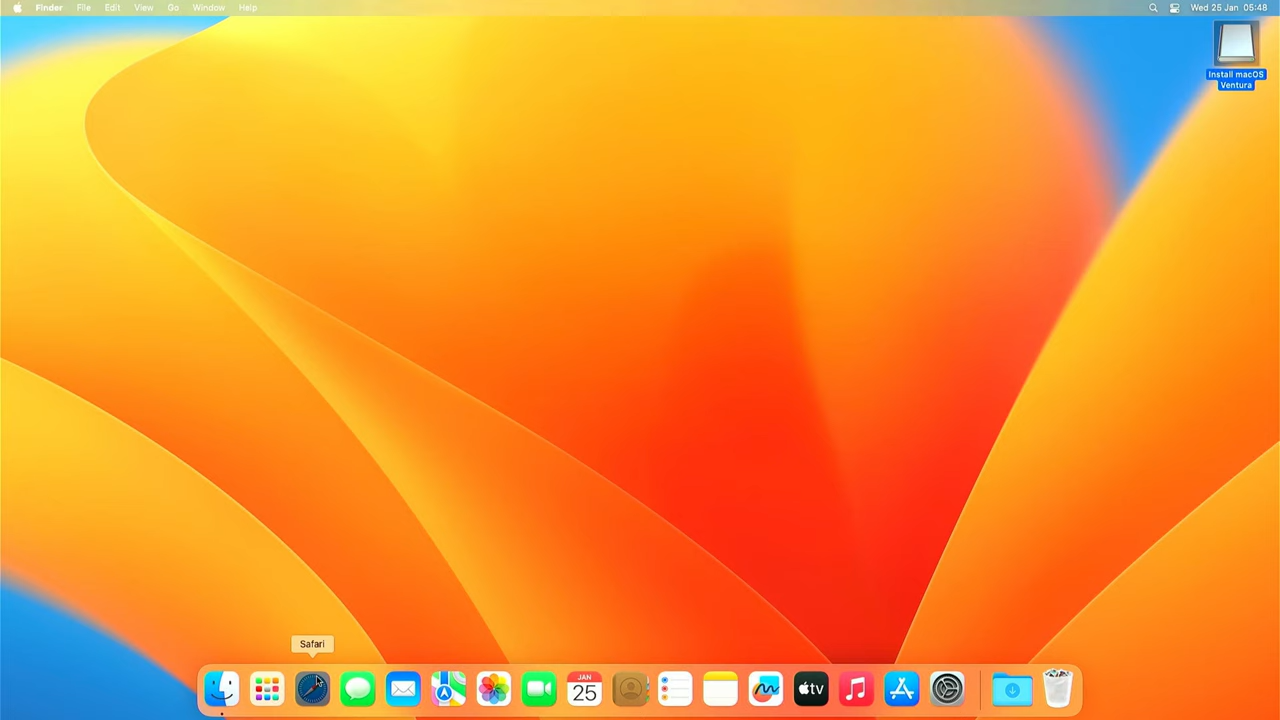 Finder File Edit View Go Window Help
Wed 25 Jan 05:48
Install macOS
Ventura
Safari
JAN
25
tv